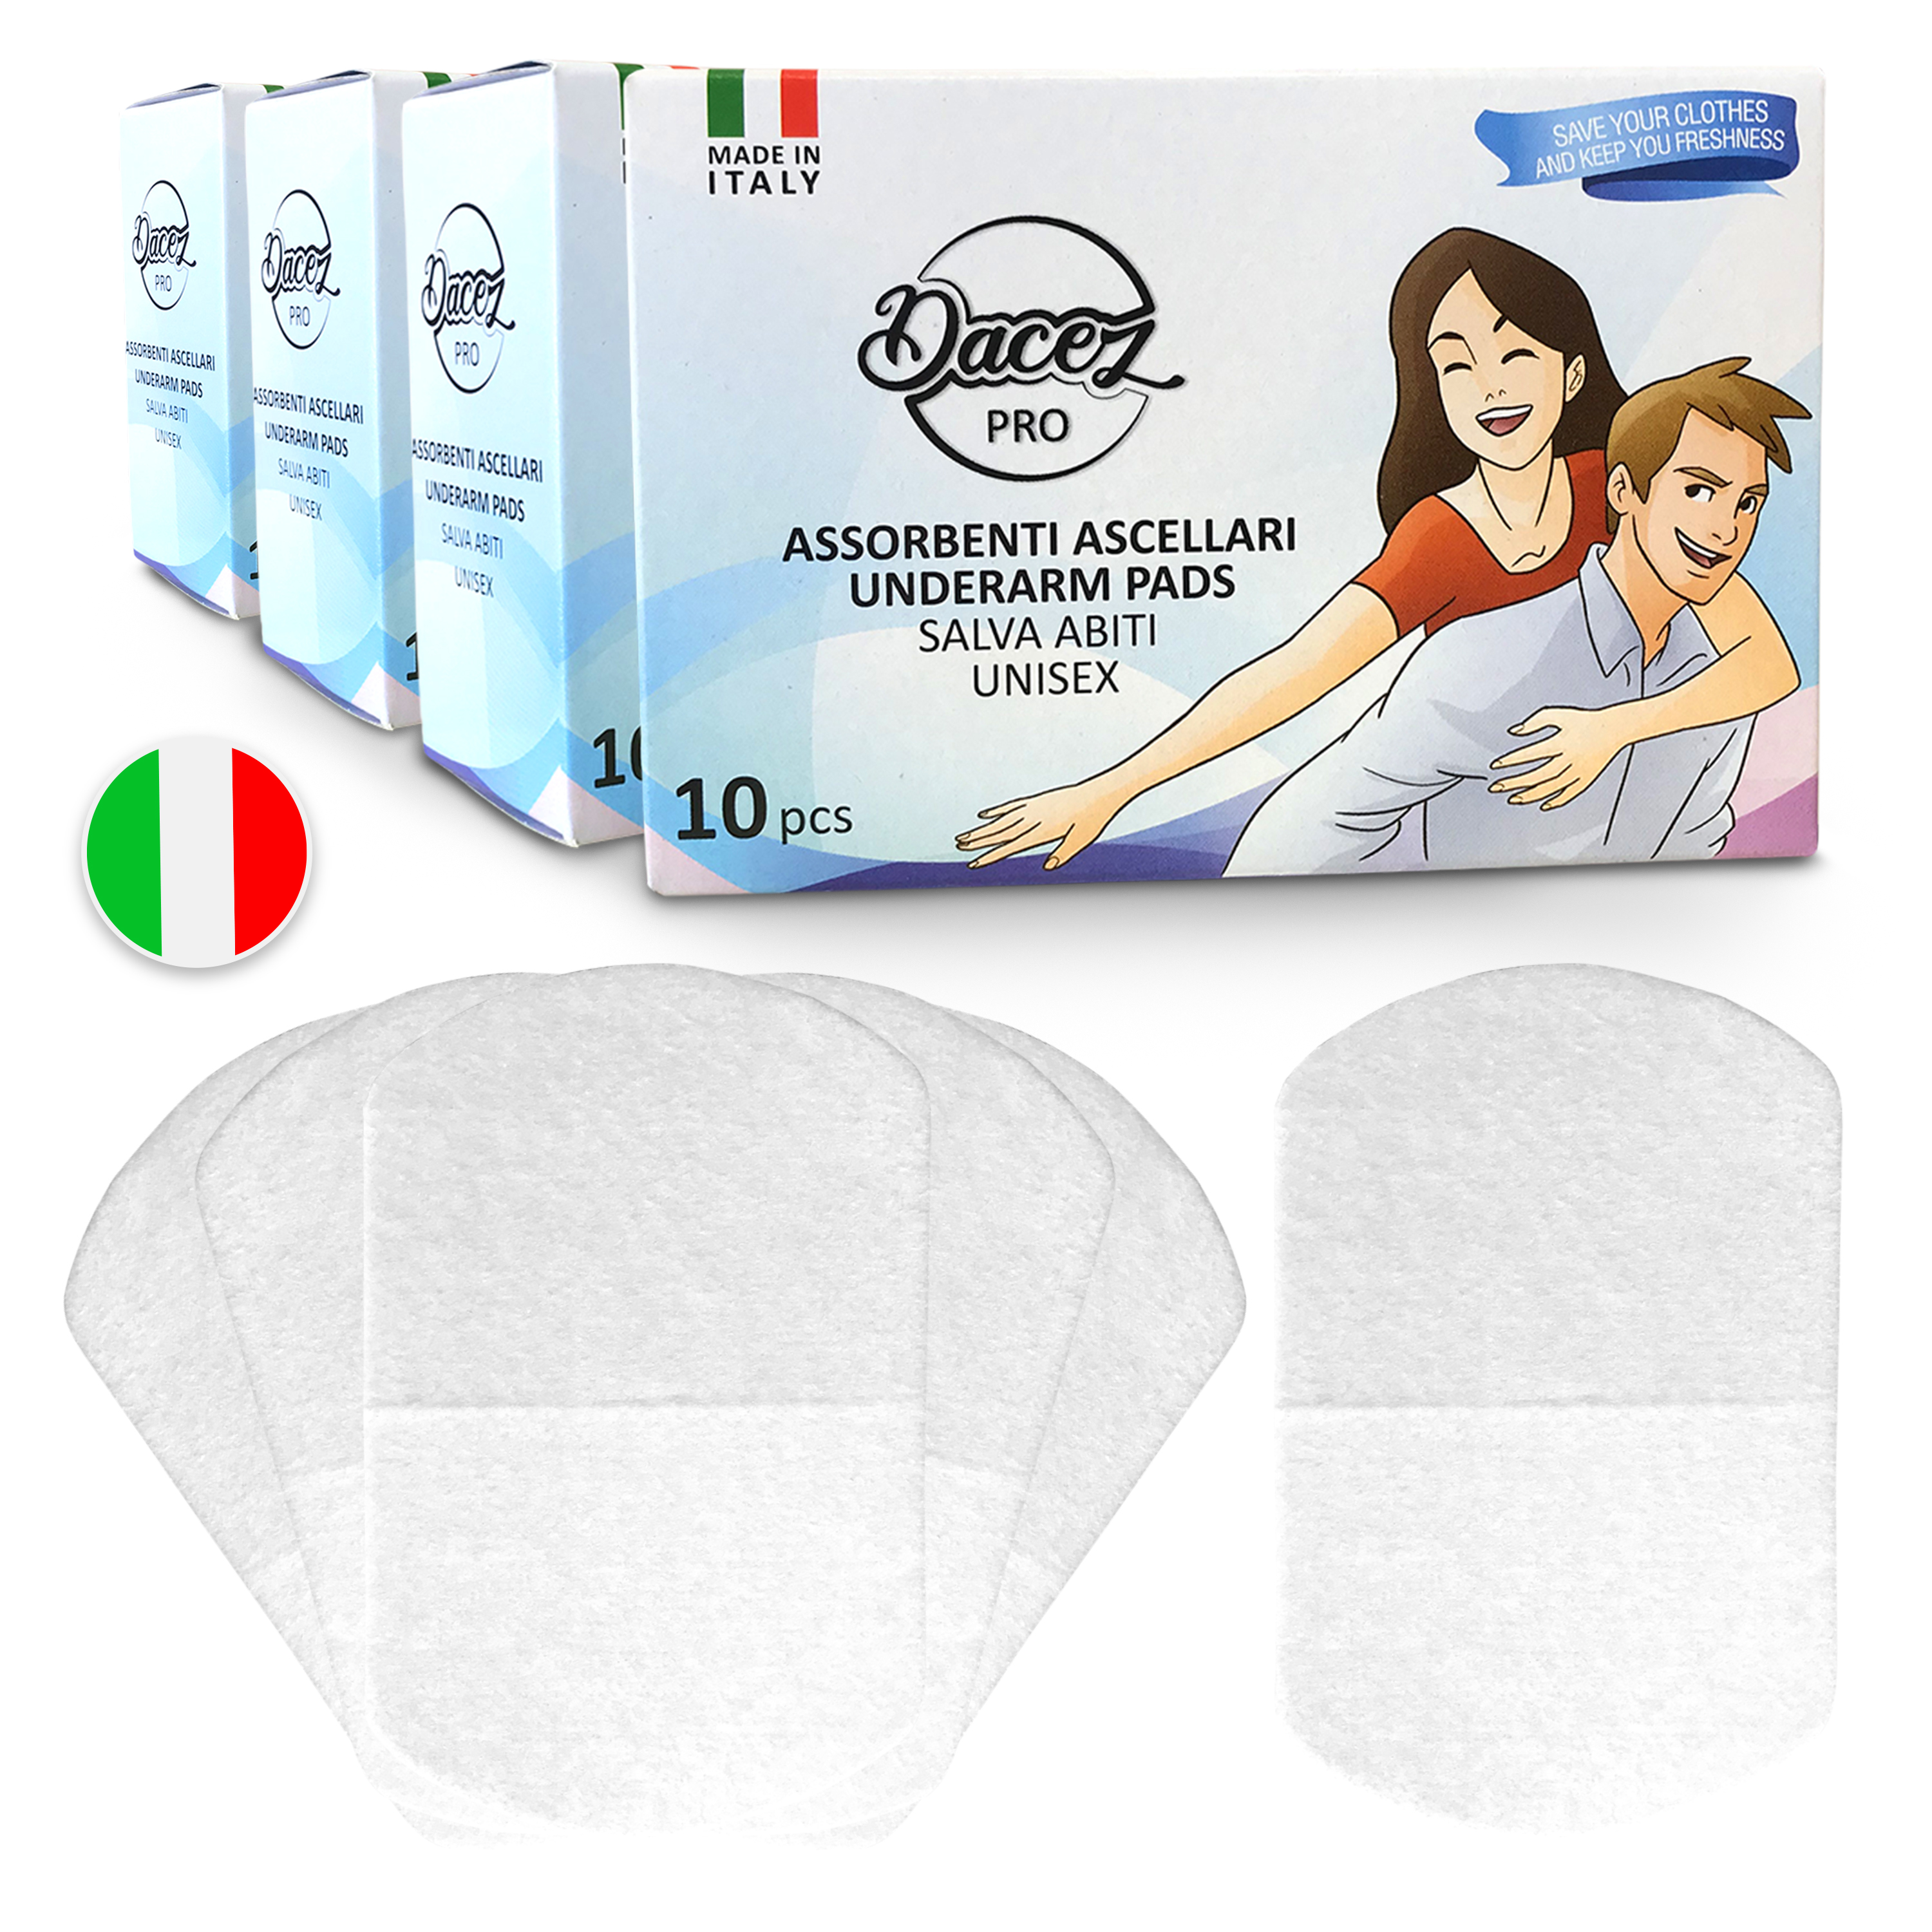 Dacez
PRO
ASSORBENTI ASCELLARI
UNDERARM PADS
SALVA ABITI
UNISEX
Dacez
PRO
ASSORBENTI ASCELLARI
UNDERARM PADS
SALVA ABITI
UNISEX
Dacez
PRO
ASSORBENTI ASCELLARI
UNDERARM PADS
SALVA ABITI
UNISEX
10
MADE IN
ITALY
SAVE YOUR CLOTHES
AND KEEP YOU FRESHNESS
Dacez
PRO
ASSORBENTI ASCELLARI
UNDERARM PADS
SALVA ABITI
UNISEX
10 pcs